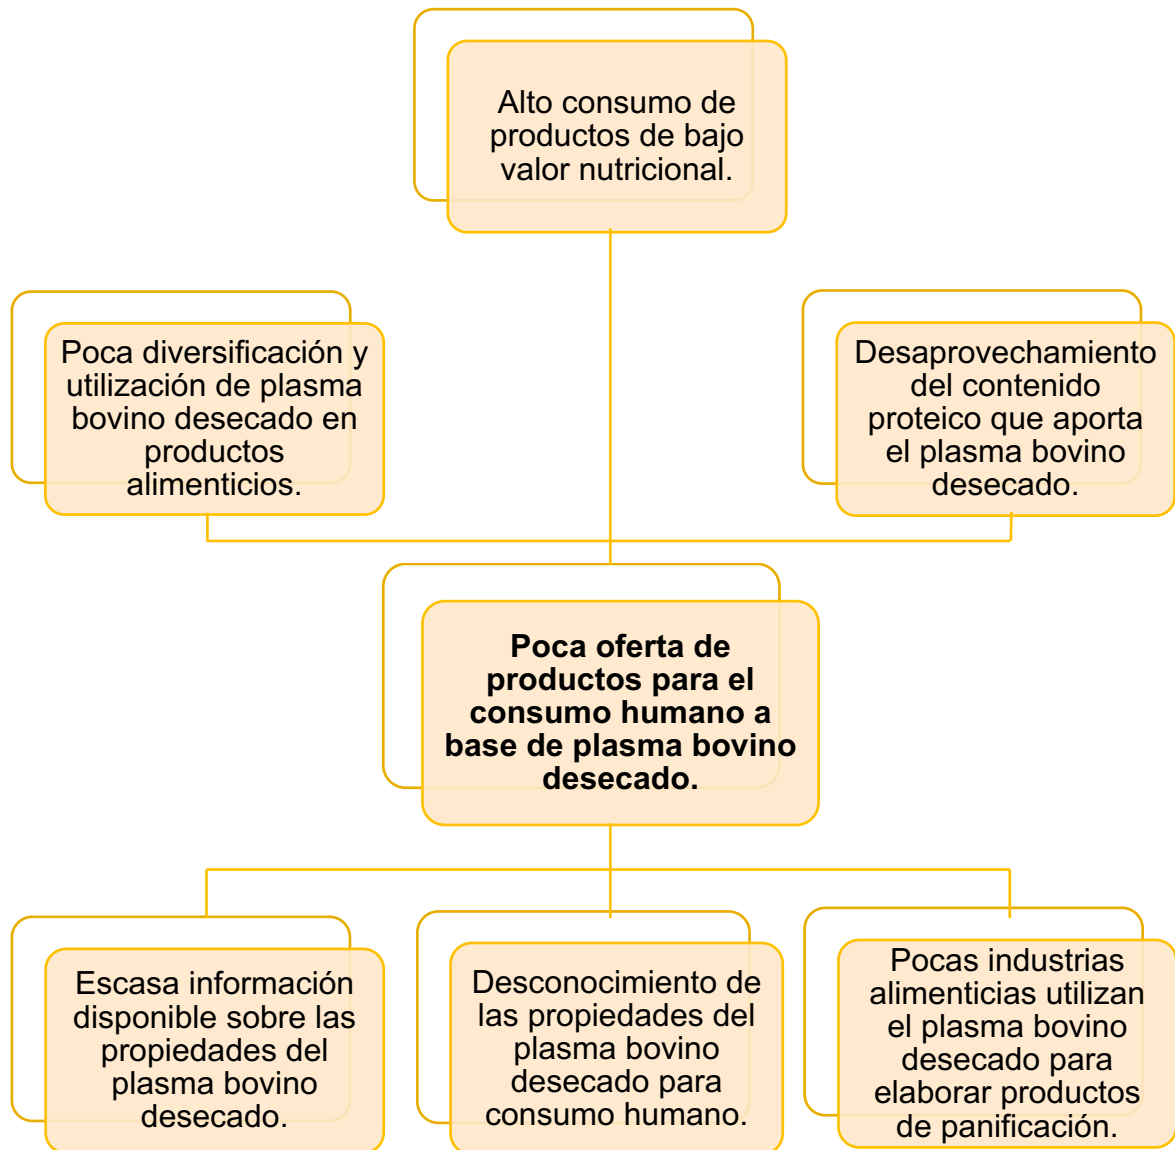 Alto consumo de
productos de bajo
valor nutricional.
Poca diversificación y
utilización de plasma
bovino desecado en
productos
alimenticios.
Desaprovechamiento
del contenido
proteico que aporta
el plasma bovino
desecado.
Poca oferta de
productos para el
consumo humano a
base de plasma bovino
desecado.
Escasa información
disponible sobre las
propiedades del
plasma bovino
desecado.
Desconocimiento de
las propiedades del
plasma bovino
desecado para
consumo humano.
Pocas industrias
alimenticias utilizan
el plasma bovino
desecado para
elaborar productos
de panificación.